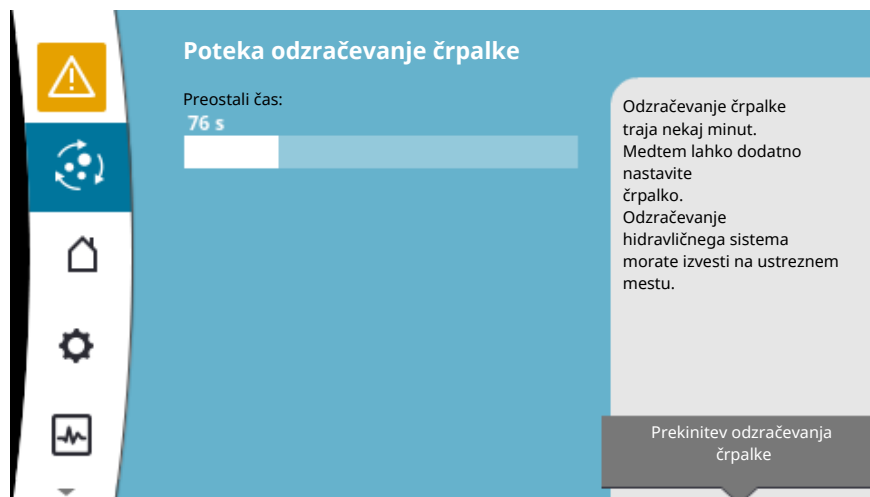 Poteka odzračevanje črpalke
Preostali čas:
76 s
Odzračevanje črpalke
traja nekaj minut.
Medtem lahko dodatno
nastavite
črpalko.
Odzračevanje
hidravličnega sistema
morate izvesti na ustreznem
mestu.
Prekinitev odzračevanja
črpalke